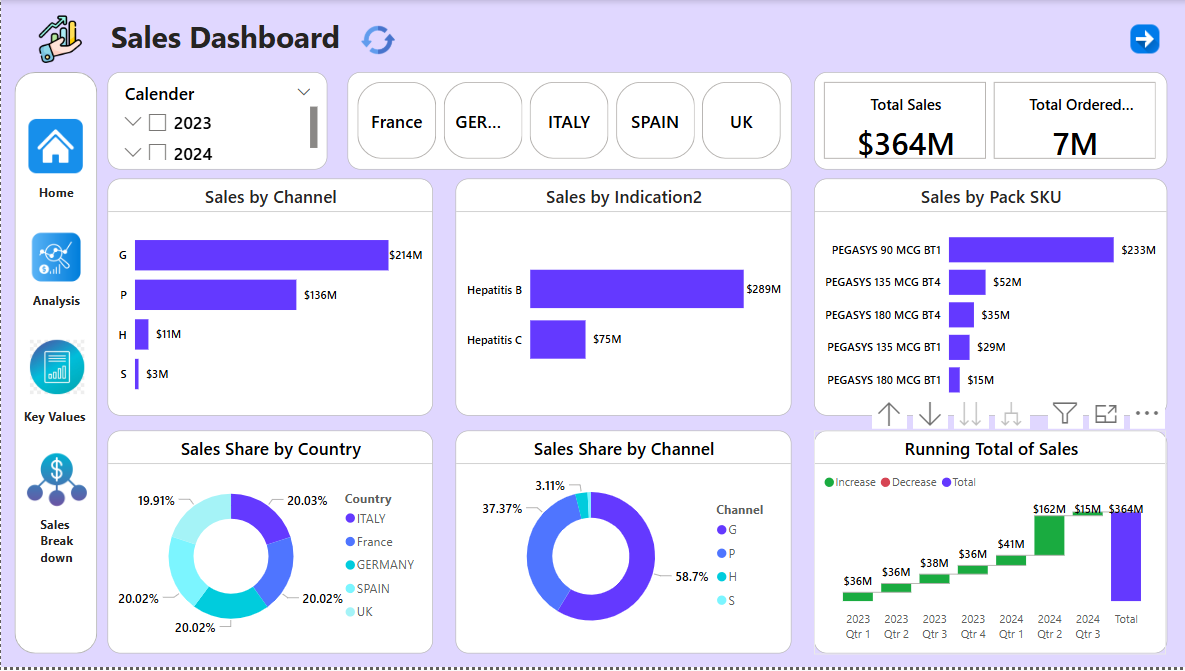 Sales Dashboard
Calender
2023
2024
France
GER...
ITALY
SPAIN
UK
Total Sales
$364M
Total Ordered...
7M
Home
Analysis
Key Values
Sales
Break
down
Sales by Channel
G
$214M
P
$136M
H
$11M
S
$3M
Sales by Indication2
Hepatitis B
$289M
Hepatitis C
$75M
Sales by Pack SKU
PEGASYS 90 MCG BT1
$233M
PEGASYS 135 MCG BT4
$52M
PEGASYS 180 MCG BT4
$35M
PEGASYS 135 MCG BT1
$29M
PEGASYS 180 MCG BT1
$15M
Sales Share by Country
19.91%
20.03%
20.02%
20.02%
20.02%
Country
ITALY
France
GERMANY
SPAIN
UK
Sales Share by Channel
3.11%
37.37%
58.7%
Channel
G
P
H
S
Running Total of Sales
Increase Decrease Total
$36M
$36M
$38M
$36M
$41M
$162M
$15M
$364M
2023 2023 2023 2023 2024 2024 2024 Total
Qtr 1 Qtr 2 Qtr 3 Qtr 4 Qtr 1 Qtr 2 Qtr 3